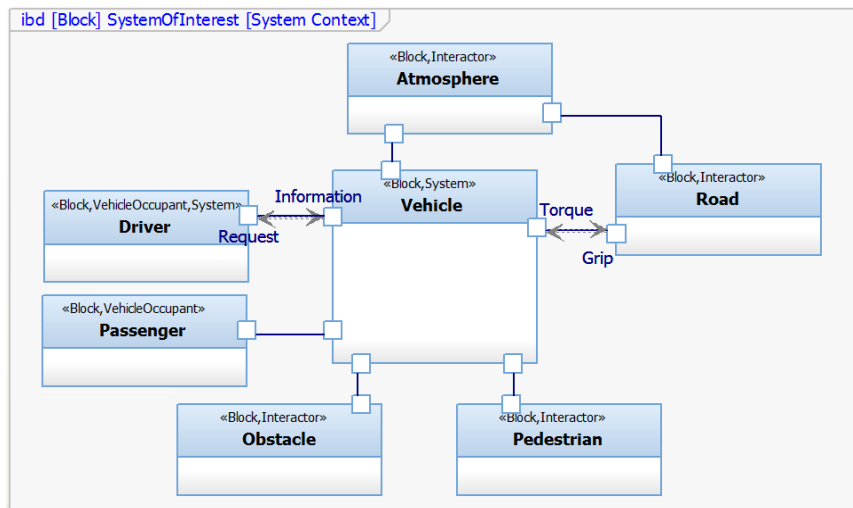 ibd [Block] SystemOfInterest [System Context]
«Block,Interactor»
Atmosphere
«Block,System»
Vehicle
«Block,Interactor»
Road
«Block,VehicleOccupant,System»
Driver
Information
Request
Torque
Grip
«Block,VehicleOccupant»
Passenger
«Block,Interactor»
Obstacle
«Block,Interactor»
Pedestrian